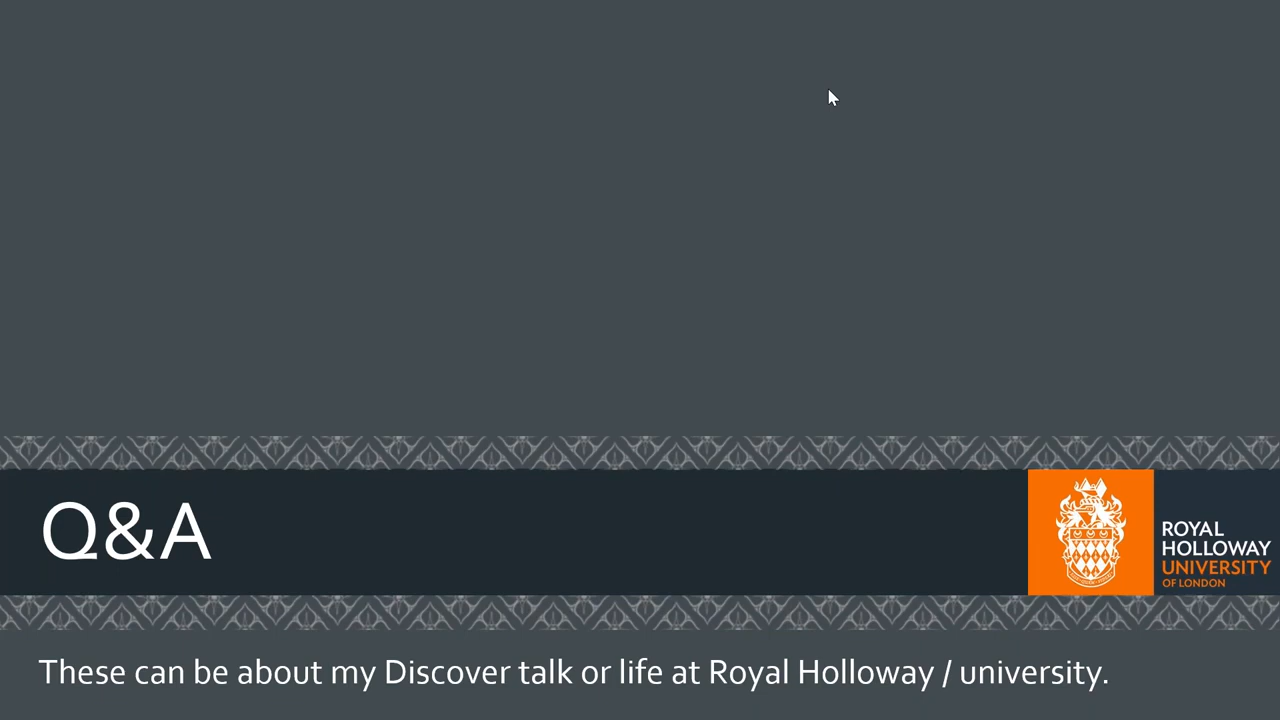 Q&A
ROYAL
HOLLOWAY
UNIVERSITY
OF LONDON
These can be about my Discover talk or life at Royal Holloway / university.